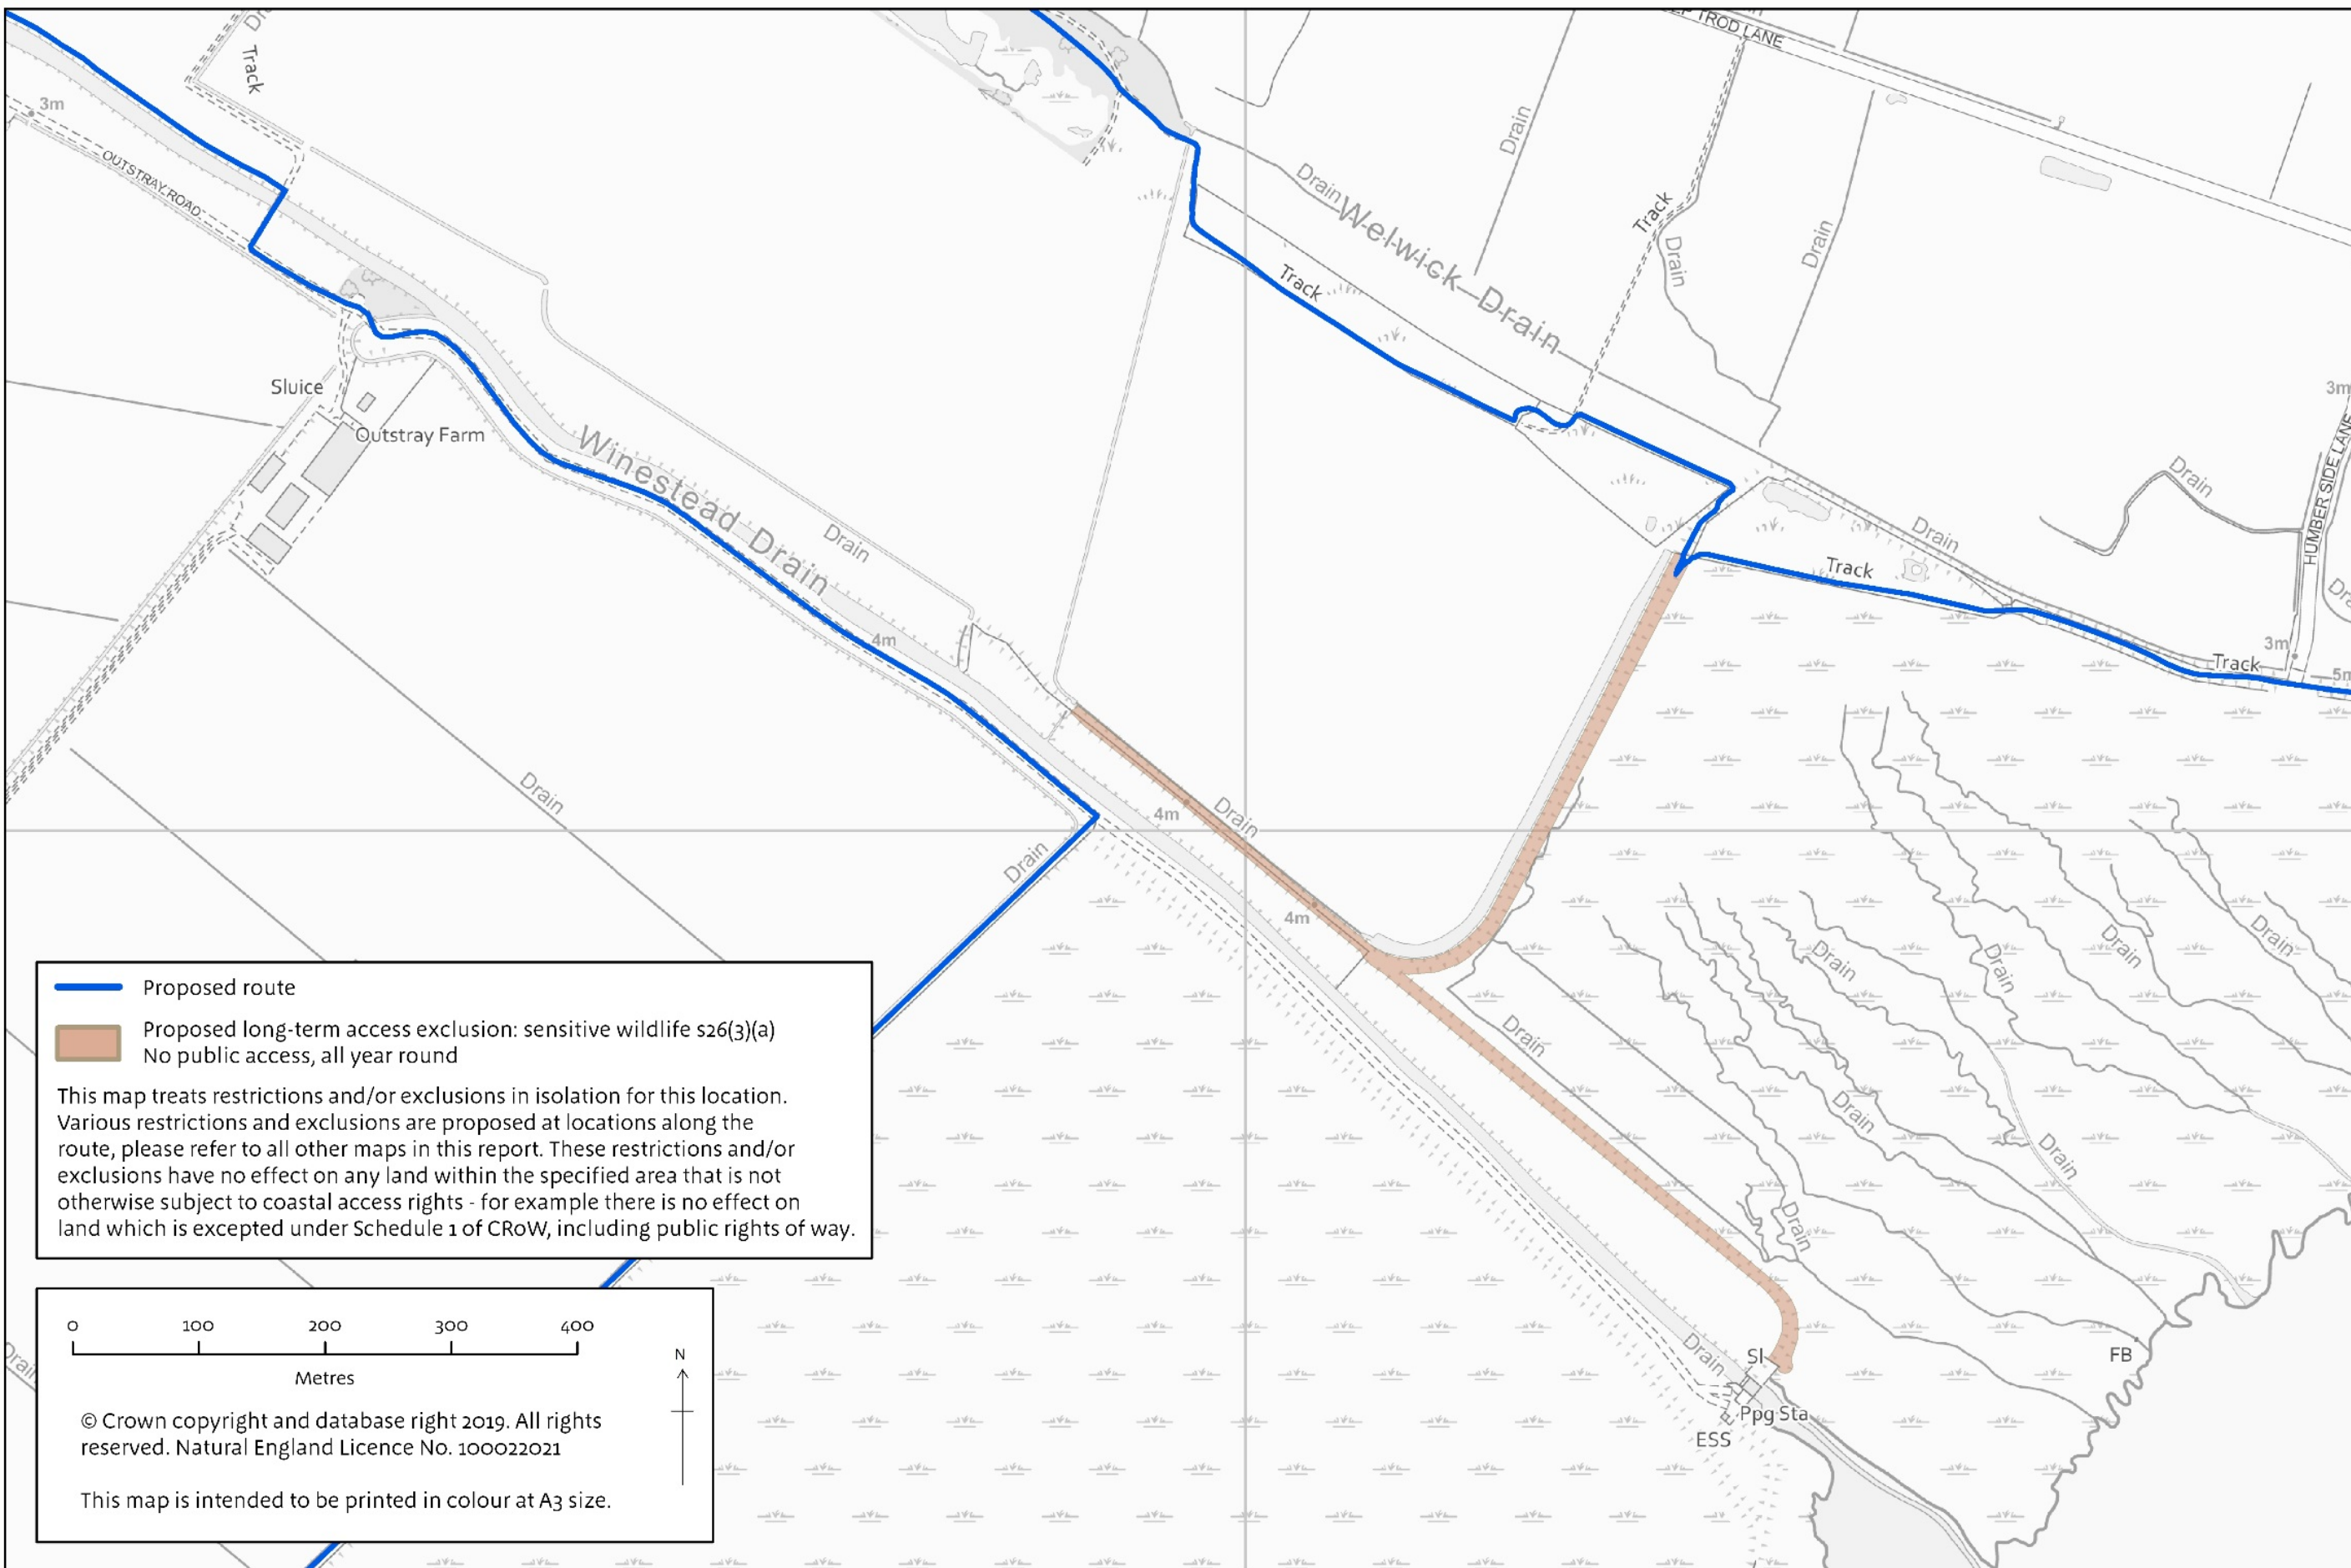 Track
TROD LANE
3m
OUTSTRAY ROAD
Drain
Drain
Welwick Drain
Track
Drain
Drain
Track
Sluice
Outstray Farm
3m
HUMBER SIDE LANE
Drain
Winestead Drain
Drain
Drain
Track
4m
3m
Track
5m
Drain
4m
Drain
Drain
4m
Drain
Drain
Drain
Drain
Drain
Drain
Drain
Drain
Drain
Sl
FB
Ppg Sta
ESS
Proposed route
Proposed long-term access exclusion: sensitive wildlife s26(3)(a)
No public access, all year round
This map treats restrictions and/or exclusions in isolation for this location.
Various restrictions and exclusions are proposed at locations along the
route, please refer to all other maps in this report. These restrictions and/or
exclusions have no effect on any land within the specified area that is not
otherwise subject to coastal access rights - for example there is no effect on
land which is excepted under Schedule 1 of CRoW, including public rights of way.
0 100 200 300 400
Metres
N
© Crown copyright and database right 2019. All rights
reserved. Natural England Licence No. 100022021
This map is intended to be printed in colour at A3 size.